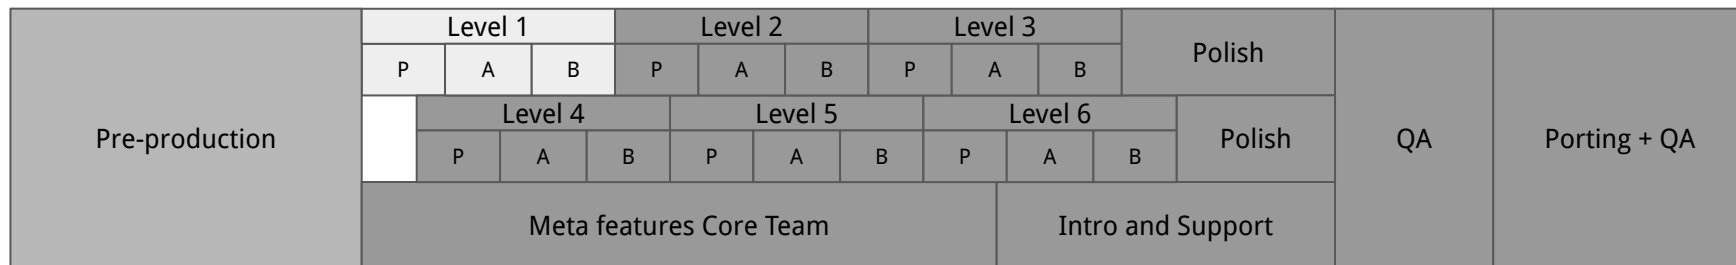 Pre-production
Level 1
Level 2
Level 3
P
A
B
P
A
B
P
A
B
Polish
Level 4
Level 5
Level 6
P
A
B
P
A
B
P
A
B
Polish
Meta features Core Team
Intro and Support
QA
Porting + QA